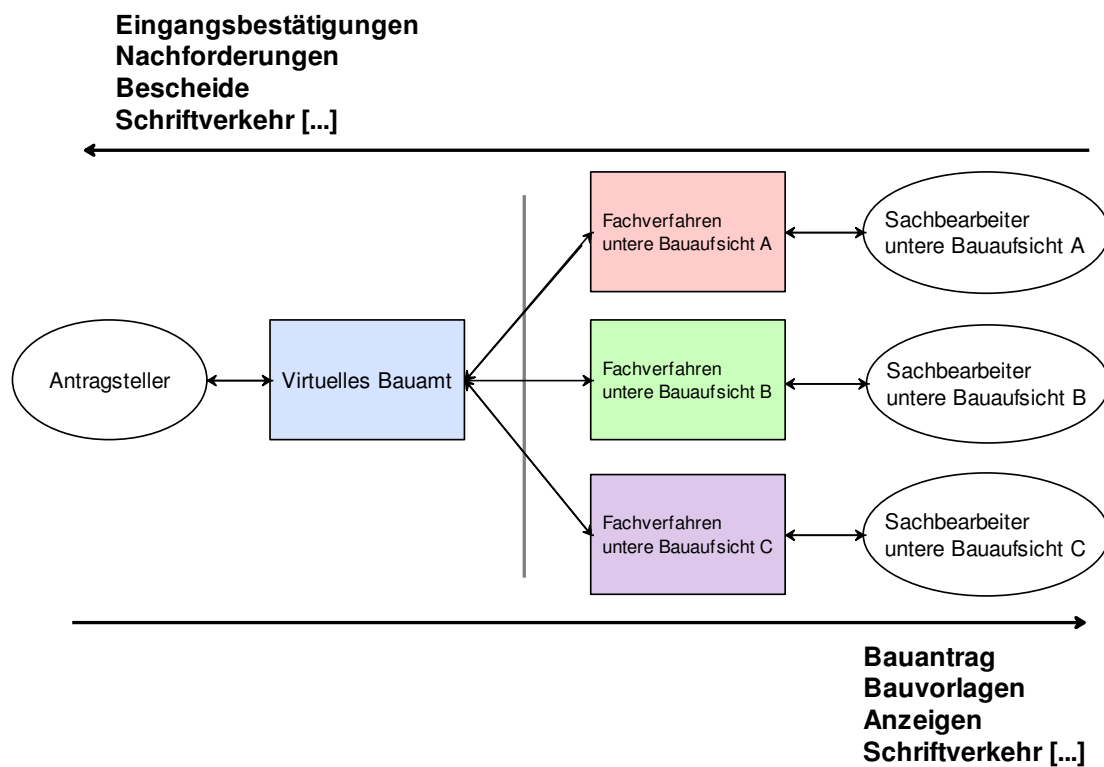 Eingangsbestätigungen
Nachforderungen
Bescheide
Schriftverkehr [...]
Fachverfahren
untere Bauaufsicht A
Sachbearbeiter
untere Bauaufsicht A
Antragsteller
Virtuelles Bauamt
Fachverfahren
untere Bauaufsicht B
Sachbearbeiter
untere Bauaufsicht B
Fachverfahren
untere Bauaufsicht C
Sachbearbeiter
untere Bauaufsicht C
Bauantrag
Bauvorlagen
Anzeigen
Schriftverkehr [...]